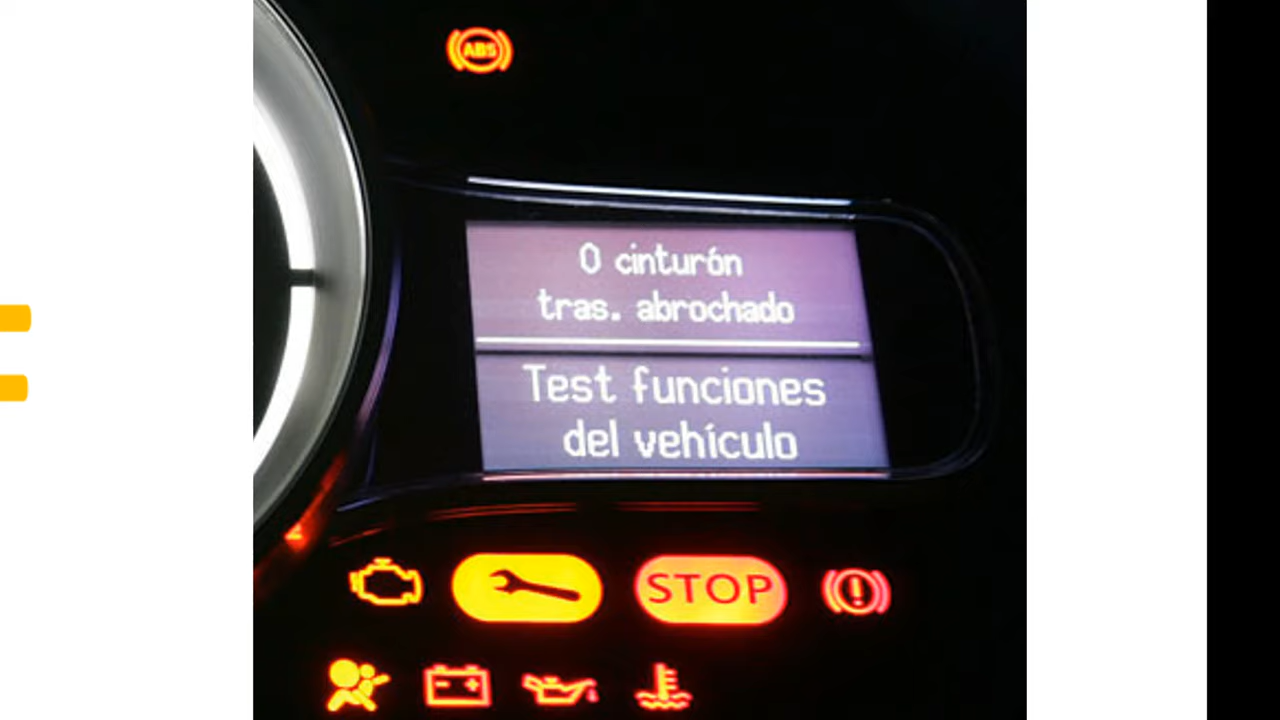 ABS
0 cinturón
tras. abrochado
Test funciones
del vehículo
STOP